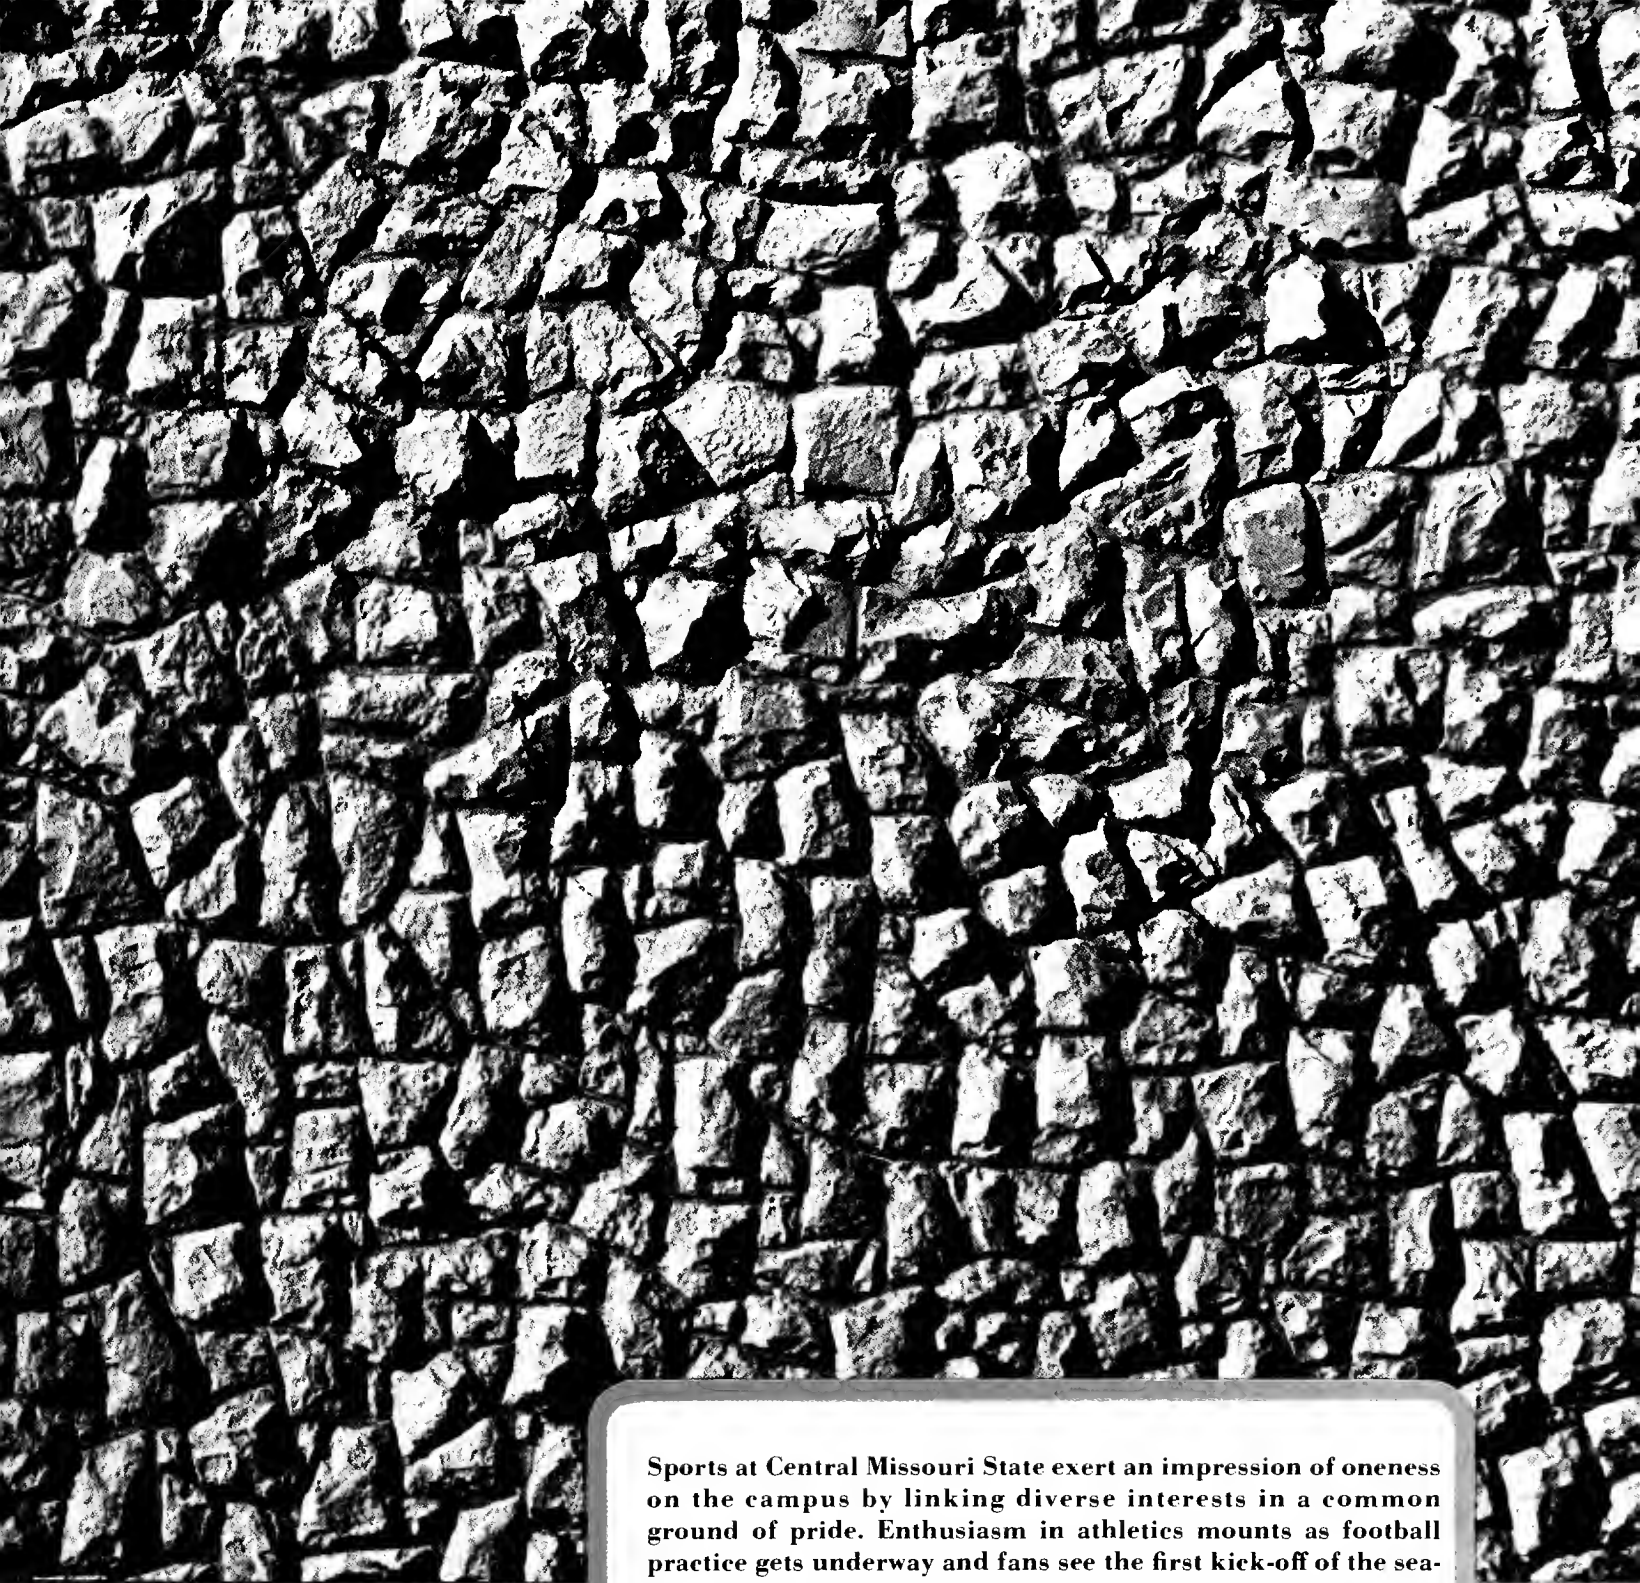 Sports at Central Missouri State exert an impression of oneness
on the campus by linking diverse interests in a common
ground of pride. Enthusiasm in athletics mounts as football
practice gets underway and fans see the first kick-off of the sea-